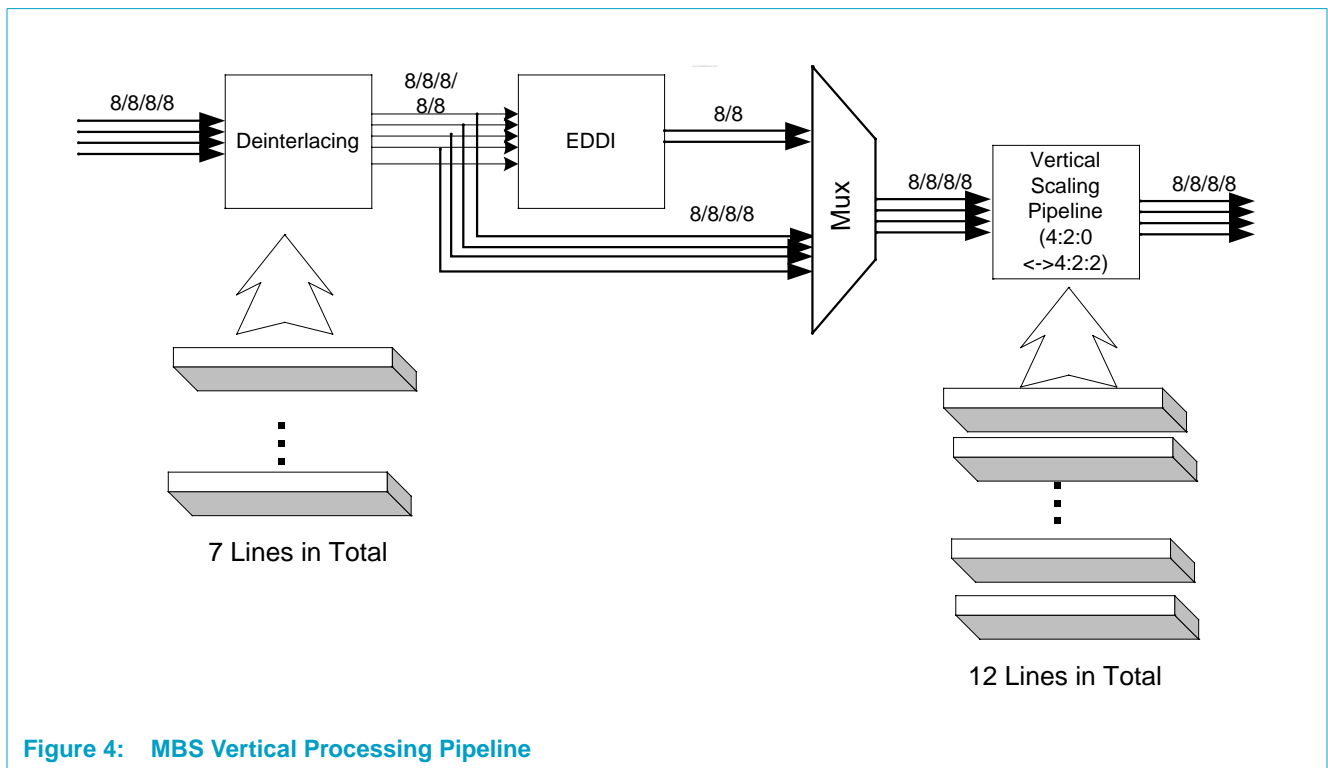 8/8/8/8
Deinterlacing
8/8/8/
8/8
EDDI
8/8
8/8/8/8
Mux
8/8/8/8
Vertical
Scaling
Pipeline
(4:2:0
<->4:2:2)
8/8/8/8
7 Lines in Total
12 Lines in Total
Figure 4: MBS Vertical Processing Pipeline